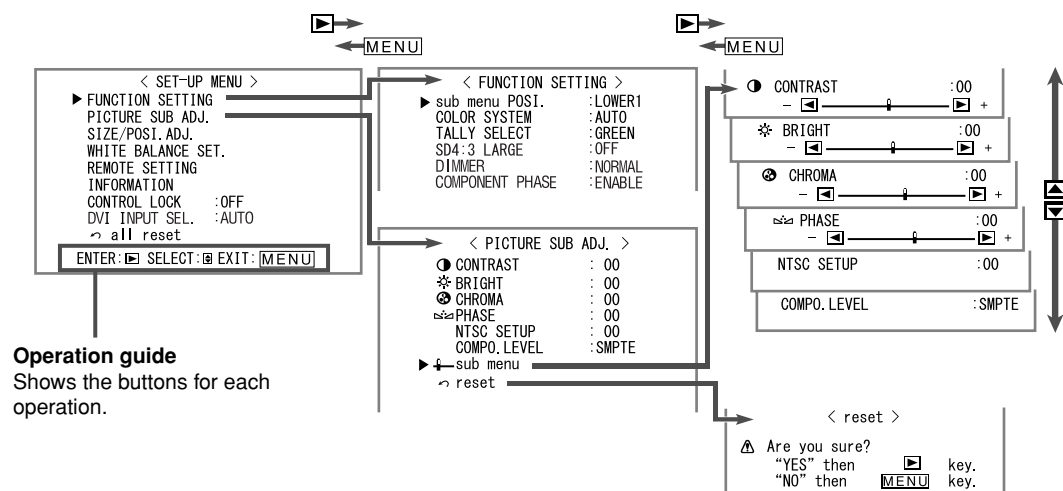 MENU
MENU
< SET-UP MENU >
FUNCTION SETTING
PICTURE SUB ADJ.
SIZE/POSI.ADJ.
WHITE BALANCE SET.
REMOTE SETTING
INFORMATION
CONTROL LOCK :OFF
DVI INPUT SEL. :AUTO
all reset
ENTER: SELECT: EXIT: MENU
Operation guide
Shows the buttons for each
operation.
< FUNCTION SETTING >
sub menu POSI. :LOWER1
COLOR SYSTEM :AUTO
TALLY SELECT :GREEN
SD4:3 LARGE :OFF
DIMMER :NORMAL
COMPONENT PHASE :ENABLE
< PICTURE SUB ADJ. >
CONTRAST : 00
BRIGHT : 00
CHROMA : 00
PHASE : 00
NTSC SETUP : 00
COMPO.LEVEL :SMPTE
sub menu
reset
CONTRAST :00
- +
BRIGHT :00
- +
CHROMA :00
- +
PHASE :00
- +
NTSC SETUP :00
COMPO.LEVEL :SMPTE
< reset >
Are you sure?
“YES” then key.
“NO” then MENU key.